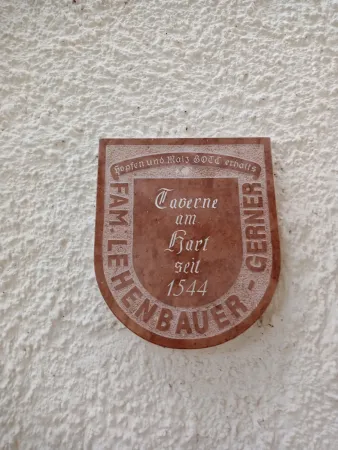 Hopfen und Malz GOTT erhalts
Taverne
am
Hart
seit
1544
FAM. LEHENBAUER - GERNER